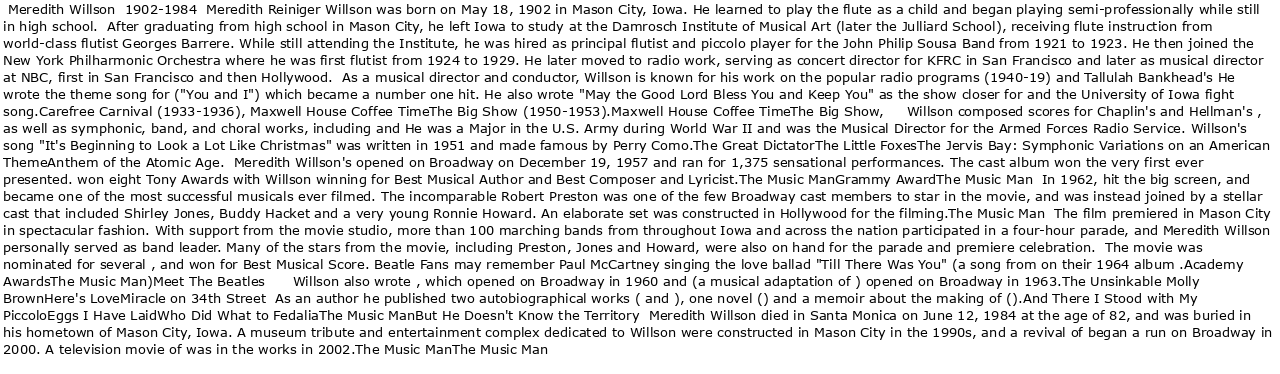 Meredith Willson  1902-1984  Meredith Reiniger Willson was born on May 18, 1902 in Mason City, Iowa. He learned to play the flute as a child and began playing semi-professionally while still
in high school.  After graduating from high school in Mason City, he left Iowa to study at the Damrosch Institute of Musical Art (later the Julliard School), receiving flute instruction from
world-class flutist Georges Barrere. While still attending the Institute, he was hired as principal flutist and piccolo player for the John Philip Sousa Band from 1921 to 1923. He then joined the
New York Philharmonic Orchestra where he was first flutist from 1924 to 1929. He later moved to radio work, serving as concert director for KFRC in San Francisco and later as musical director
at NBC, first in San Francisco and then Hollywood.  As a musical director and conductor, Willson is known for his work on the popular radio programs (1940-19) and Tallulah Bankhead's He
wrote the theme song for ("You and I") which became a number one hit. He also wrote "May the Good Lord Bless You and Keep You" as the show closer for and the University of Iowa fight
song.Carefree Carnival (1933-1936), Maxwell House Coffee TimeThe Big Show (1950-1953).Maxwell House Coffee TimeThe Big Show,      Willson composed scores for Chaplin's and Hellman's ,
as well as symphonic, band, and choral works, including and He was a Major in the U.S. Army during World War II and was the Musical Director for the Armed Forces Radio Service. Willson's
song "It's Beginning to Look a Lot Like Christmas" was written in 1951 and made famous by Perry Como.The Great DictatorThe Little FoxesThe Jervis Bay: Symphonic Variations on an American
ThemeAnthem of the Atomic Age.  Meredith Willson's opened on Broadway on December 19, 1957 and ran for 1,375 sensational performances. The cast album won the very first ever
presented. won eight Tony Awards with Willson winning for Best Musical Author and Best Composer and Lyricist.The Music ManGrammy AwardThe Music Man  In 1962, hit the big screen, and
became one of the most successful musicals ever filmed. The incomparable Robert Preston was one of the few Broadway cast members to star in the movie, and was instead joined by a stellar
cast that included Shirley Jones, Buddy Hacket and a very young Ronnie Howard. An elaborate set was constructed in Hollywood for the filming.The Music Man  The film premiered in Mason City
in spectacular fashion. With support from the movie studio, more than 100 marching bands from throughout Iowa and across the nation participated in a four-hour parade, and Meredith Willson
personally served as band leader. Many of the stars from the movie, including Preston, Jones and Howard, were also on hand for the parade and premiere celebration.  The movie was
nominated for several , and won for Best Musical Score. Beatle Fans may remember Paul McCartney singing the love ballad "Till There Was You" (a song from on their 1964 album .Academy
AwardsThe Music Man)Meet The Beatles      Willson also wrote , which opened on Broadway in 1960 and (a musical adaptation of ) opened on Broadway in 1963.The Unsinkable Molly
BrownHere's LoveMiracle on 34th Street  As an author he published two autobiographical works ( and ), one novel () and a memoir about the making of ().And There I Stood with My
PiccoloEggs I Have LaidWho Did What to FedaliaThe Music ManBut He Doesn't Know the Territory  Meredith Willson died in Santa Monica on June 12, 1984 at the age of 82, and was buried in
his hometown of Mason City, Iowa. A museum tribute and entertainment complex dedicated to Willson were constructed in Mason City in the 1990s, and a revival of began a run on Broadway in
2000. A television movie of was in the works in 2002.The Music ManThe Music Man